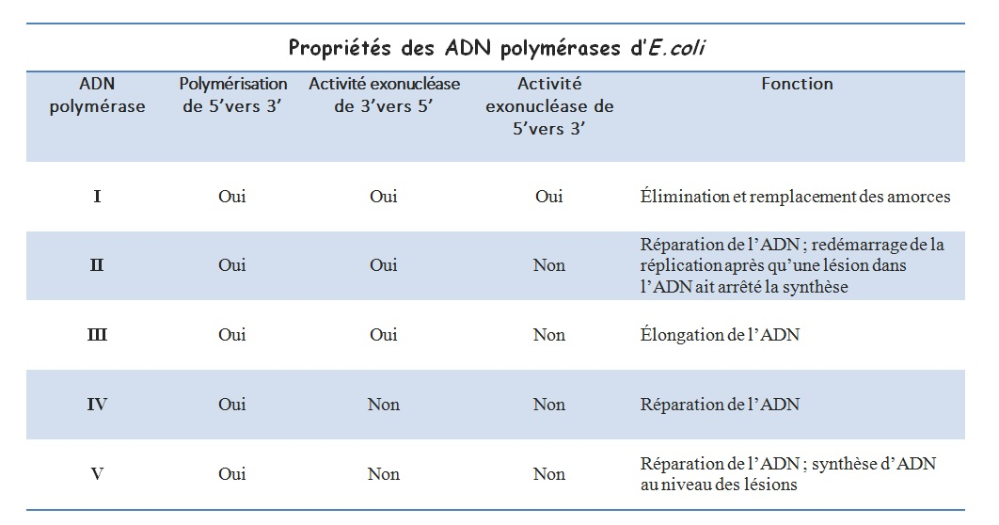 Propriétés des ADN polymérases d'E.coli
ADN
polymérase
Polymérisation
de 5'vers 3'
Activité exonucléase
de 3'vers 5'
Activité
exonucléase de
5'vers 3'
Fonction
I
Oui
Oui
Oui
Élimination et remplacement des amorces
II
Oui
Oui
Non
Réparation de l'ADN ; redémarrage de la
réplication après qu'une lésion dans
l'ADN ait arrêté la synthèse
III
Oui
Oui
Non
Élongation de l'ADN
IV
Oui
Non
Non
Réparation de l'ADN
V
Oui
Non
Non
Réparation de l'ADN ; synthèse d'ADN
au niveau des lésions